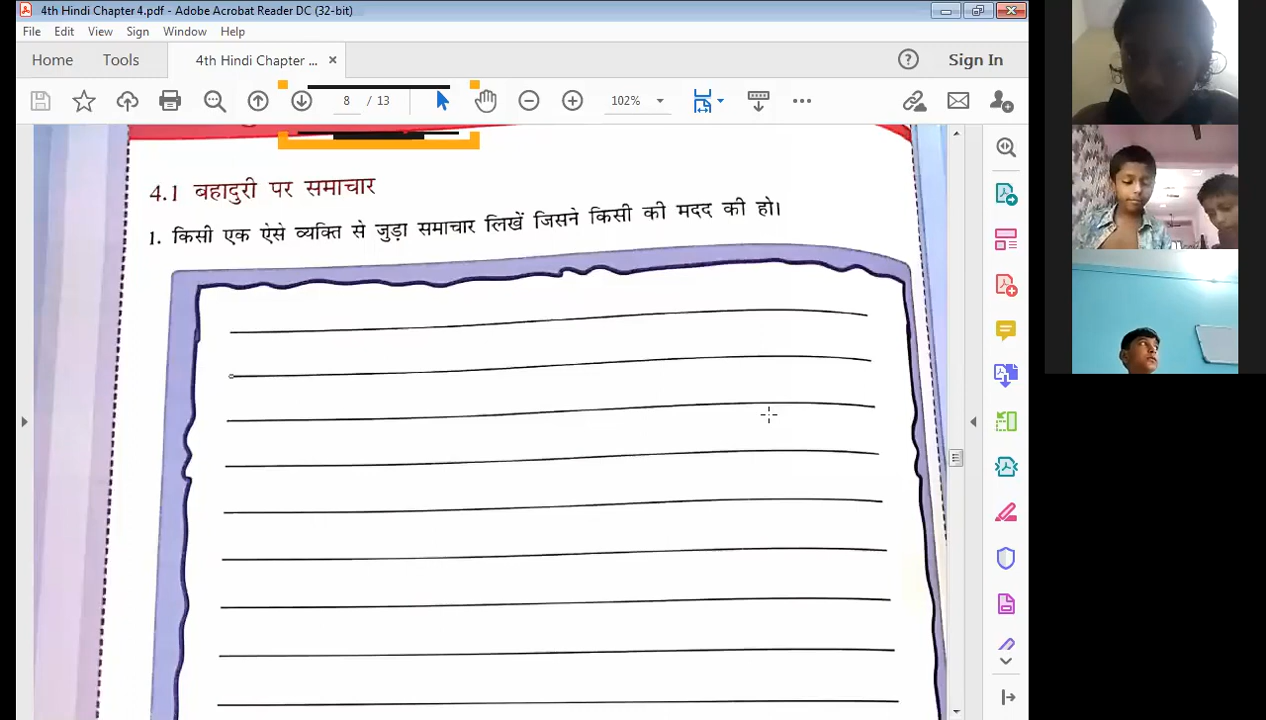 4th Hindi Chapter 4.pdf - Adobe Acrobat Reader DC (32-bit)
File Edit View Sign Window Help
Home Tools 4th Hindi Chapter ... × Sign In
8 / 13 102%
4.1 बहादुरी पर समाचार
1. किसी एक ऐसे व्यक्ति से जुड़ा समाचार लिखें जिसने किसी की मदद की हो।